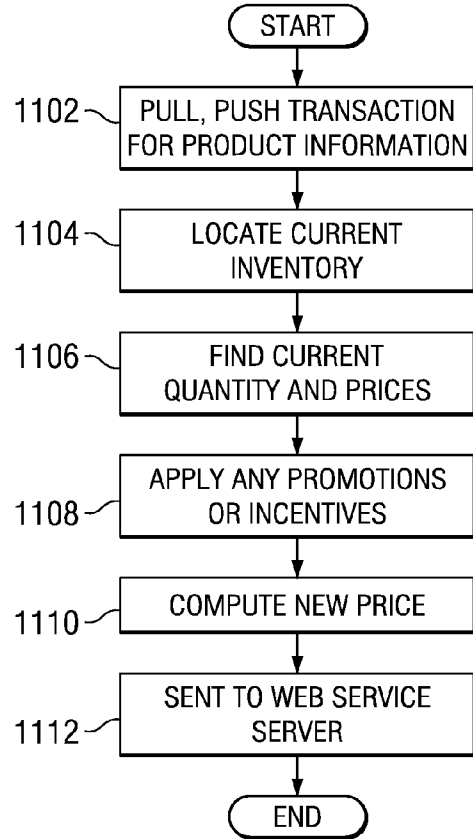 START
1102
PULL, PUSH TRANSACTION
FOR PRODUCT INFORMATION
1104
LOCATE CURRENT
INVENTORY
1106
FIND CURRENT
QUANTITY AND PRICES
1108
APPLY ANY PROMOTIONS
OR INCENTIVES
1110
COMPUTE NEW PRICE
1112
SENT TO WEB SERVICE
SERVER
END